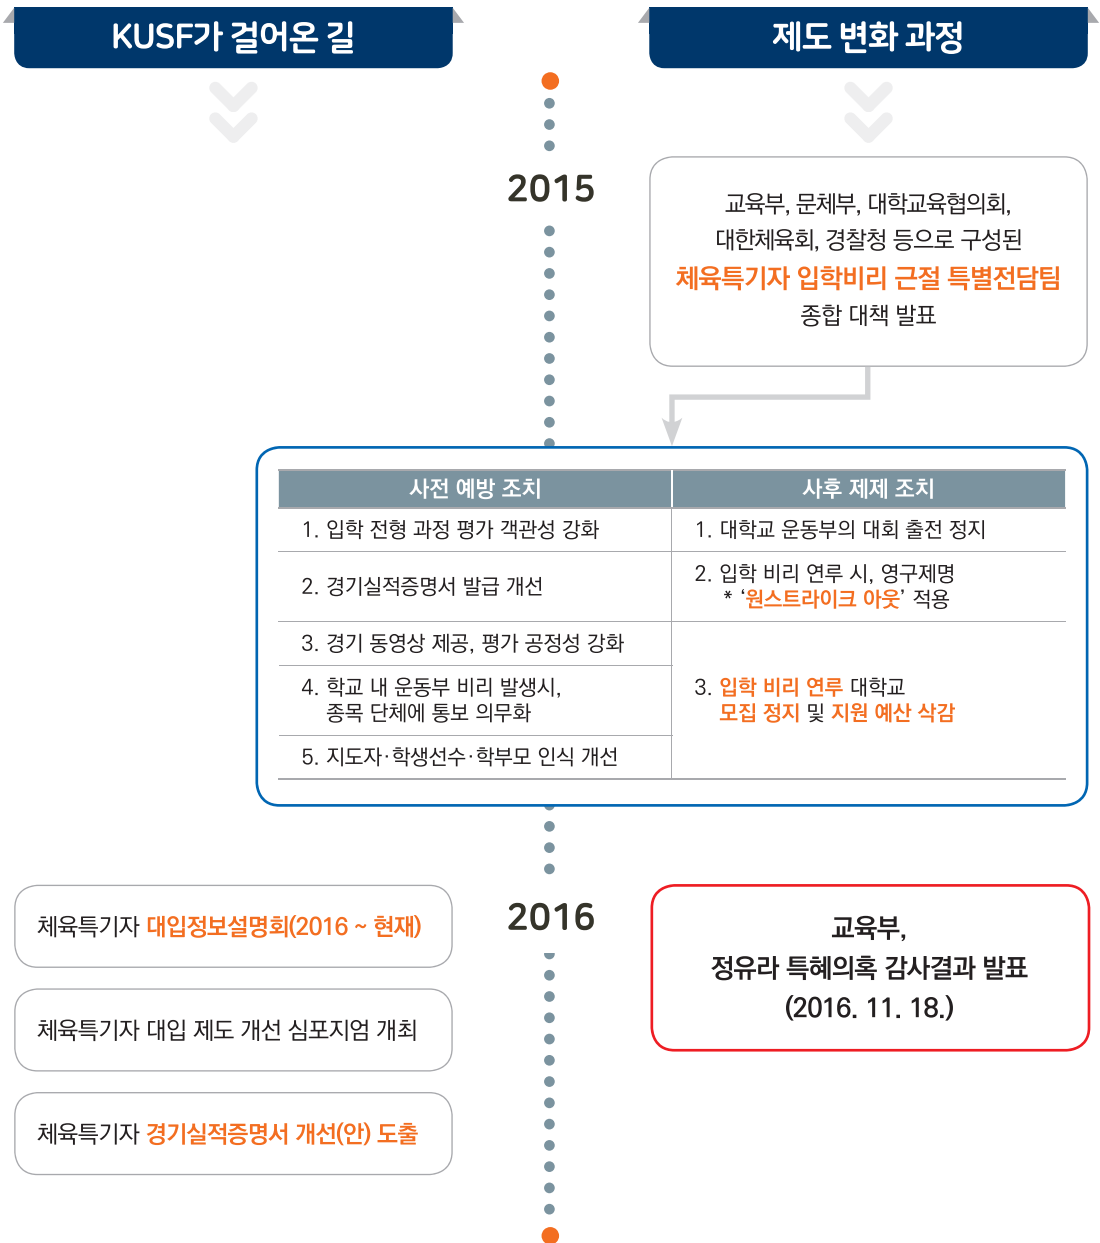 KUSF가 걸어온 길
제도 변화 과정
2015
교육부, 문체부, 대학교육협의회,
대한체육회, 경찰청 등으로 구성된
체육특기자 입학비리 근절 특별전담팀
종합 대책 발표
사전 예방 조치
사후 제제 조치
1. 입학 전형 과정 평가 객관성 강화
1. 대학교 운동부의 대회 출전 정지
2. 경기실적증명서 발급 개선
2. 입학 비리 연루 시, 영구제명
* ‘원스트라이크 아웃’ 적용
3. 경기 동영상 제공, 평가 공정성 강화
4. 학교 내 운동부 비리 발생시,
종목 단체에 통보 의무화
3. 입학 비리 연루 대학교
모집 정지 및 지원 예산 삭감
5. 지도자·학생선수·학부모 인식 개선
2016
체육특기자 대입정보설명회(2016 ~ 현재)
체육특기자 대입 제도 개선 심포지엄 개최
체육특기자 경기실적증명서 개선(안) 도출
교육부,
정유라 특혜의혹 감사결과 발표
(2016. 11. 18.)